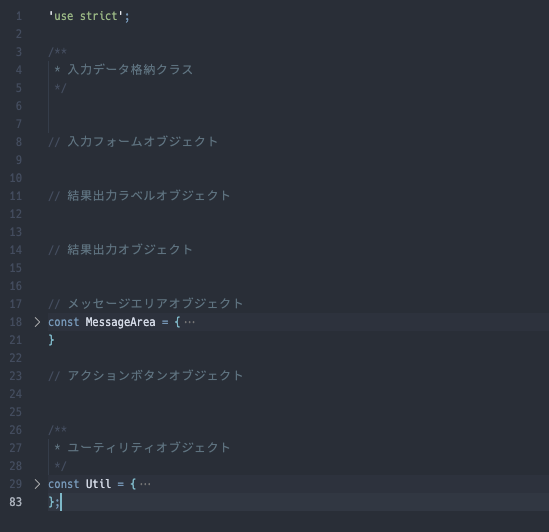 1 'use strict';
2
3 /**
4 * 入力データ格納クラス
5 */
6
7
8 // 入力フォームオブジェクト
9
10
11 // 結果出力ラベルオブジェクト
12
13
14 // 結果出力オブジェクト
15
16
17 // メッセージエリアオブジェクト
18 const MessageArea = {…
21 }
22
23 // アクションボタンオブジェクト
24
25
26 /**
27 * ユーティリティオブジェクト
28 */
29 const Util = {…
83 };